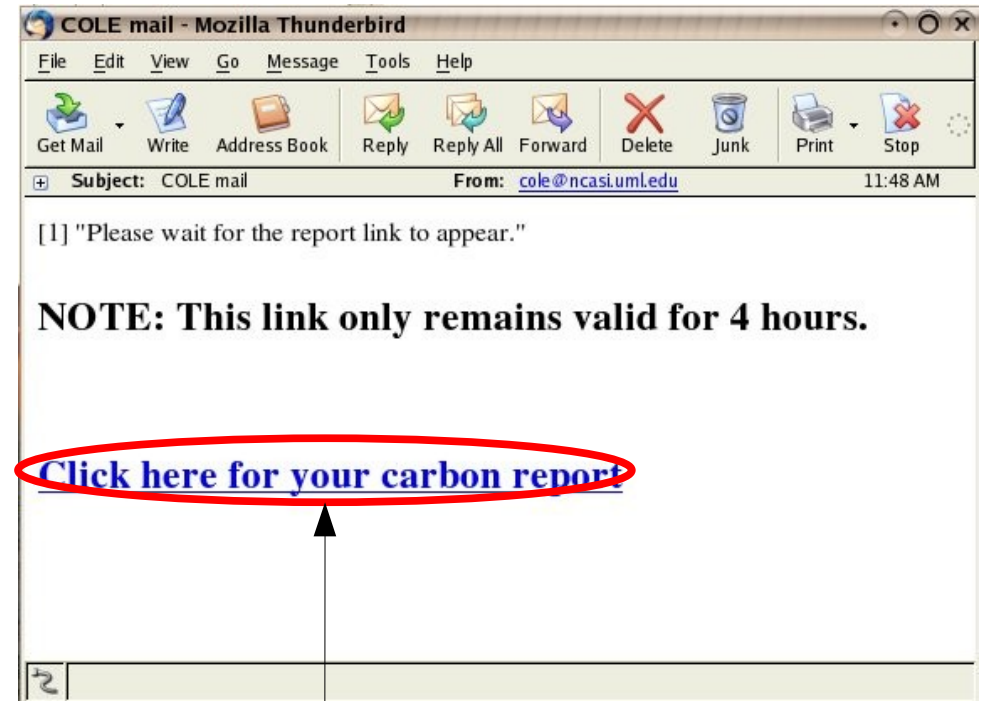 COLE mail - Mozilla Thunderbird
File Edit View Go Message Tools Help
Get Mail Write Address Book Reply Reply All Forward Delete Junk Print Stop
Subject: COLE mail From: cole@ncasi.uml.edu 11:48 AM
[1] "Please wait for the report link to appear."
NOTE: This link only remains valid for 4 hours.
Click here for your carbon report